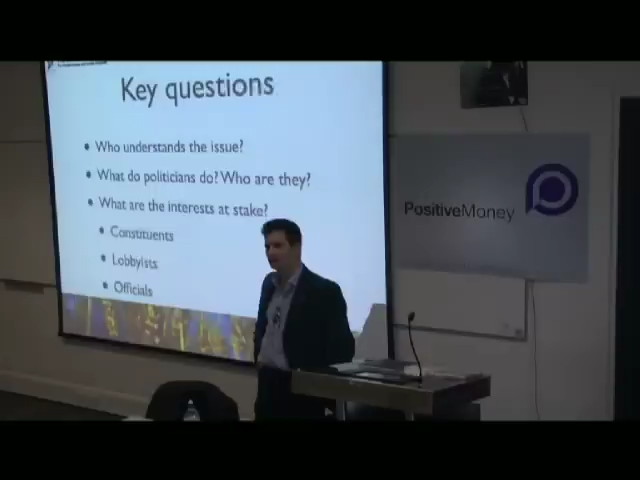 Key questions
• Who understands the issue?
• What do politicians do? Who are they?
• What are the interests at stake?
• Constituents
• Lobbyists
• Officials
PositiveMoney